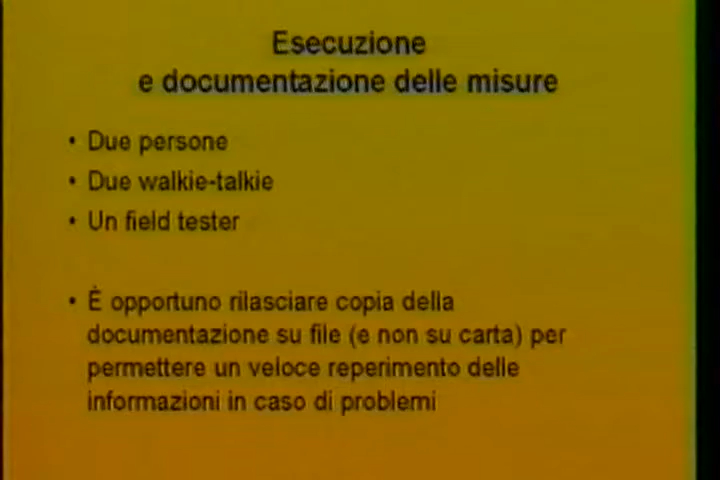 Esecuzione
e documentazione delle misure
• Due persone
• Due walkie-talkie
• Un field tester
• È opportuno rilasciare copia della
documentazione su file (e non su carta) per
permettere un veloce reperimento delle
informazioni in caso di problemi